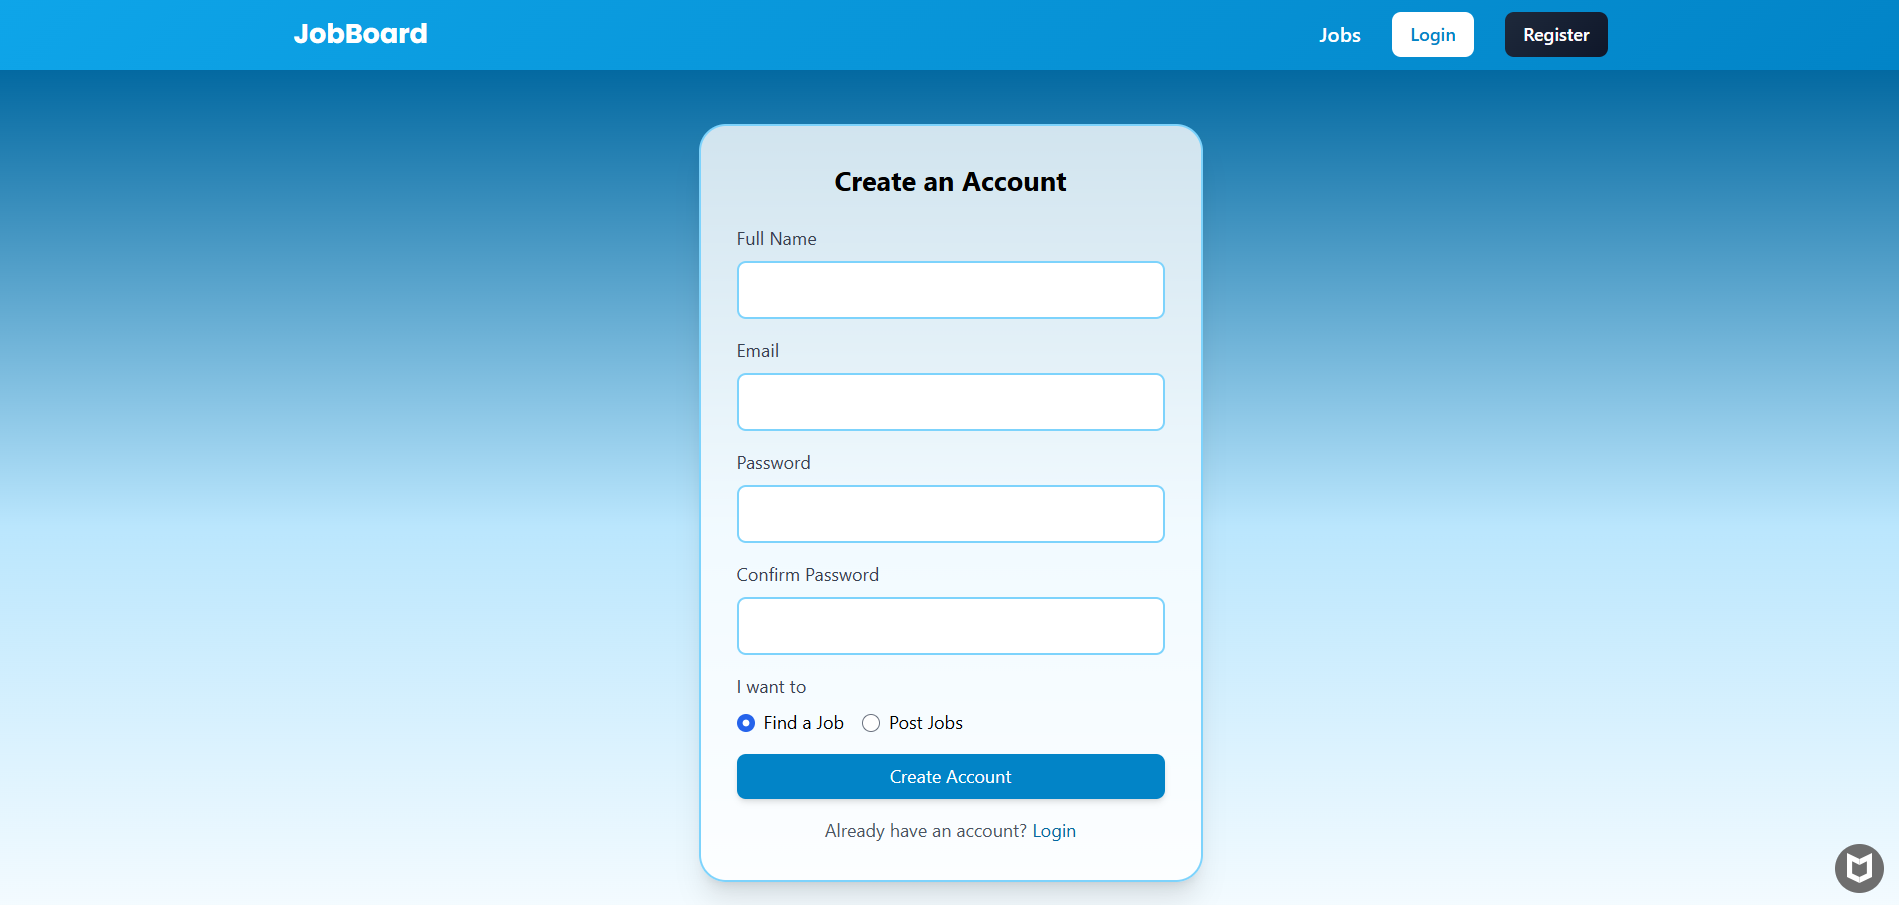 JobBoard
Jobs
Login
Register
Create an Account
Full Name
Email
Password
Confirm Password
I want to
Find a Job
Post Jobs
Create Account
Already have an account? Login